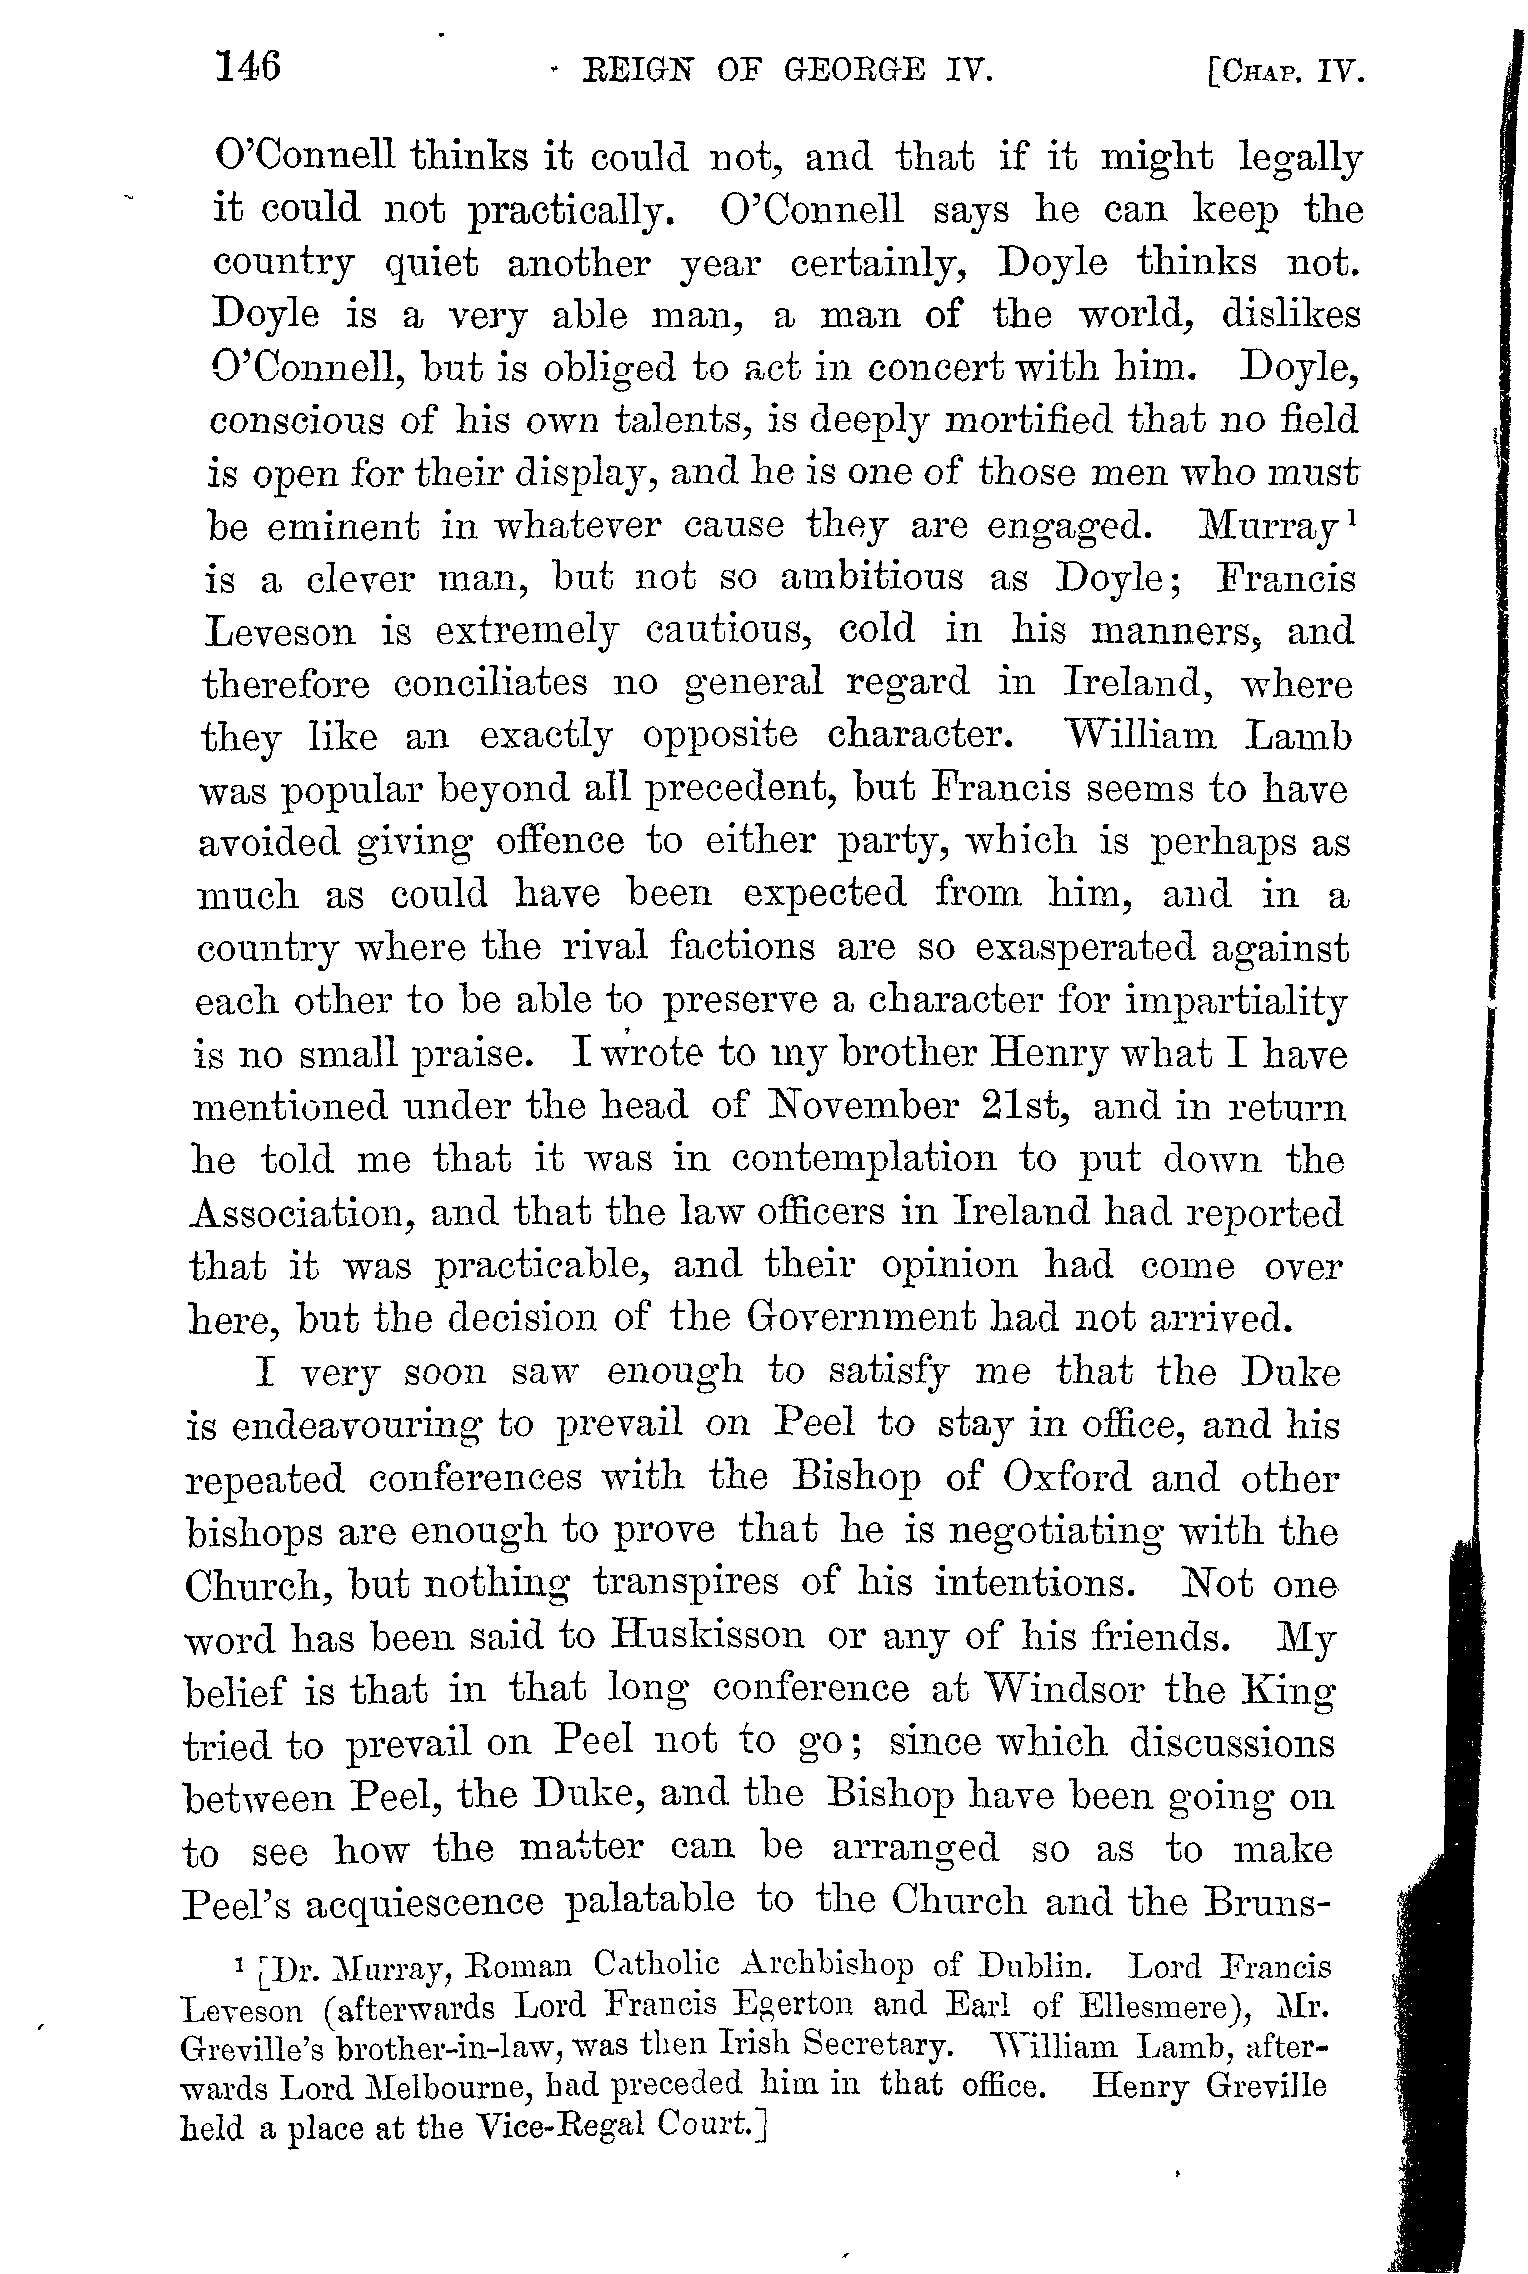 146 REIGN OF GEORGE IV. [CHAP. IV.
O'Connell thinks it could not, and that if it might legally
it could not practically. O'Connell says he can keep the
country quiet another year certainly, Doyle thinks not.
Doyle is a very able man, a man of the world, dislikes
O'Connell, but is obliged to act in concert with him. Doyle,
conscious of his own talents, is deeply mortified that no field
is open for their display, and he is one of those men who must
be eminent in whatever cause they are engaged. Murray¹
is a clever man, but not so ambitious as Doyle; Francis
Leveson is extremely cautious, cold in his manners, and
therefore conciliates no general regard in Ireland, where
they like an exactly opposite character. William Lamb
was popular beyond all precedent, but Francis seems to have
avoided giving offence to either party, which is perhaps as
much as could have been expected from him, and in a
country where the rival factions are so exasperated against
each other to be able to preserve a character for impartiality
is no small praise. I wrote to my brother Henry what I have
mentioned under the head of November 21st, and in return
he told me that it was in contemplation to put down the
Association, and that the law officers in Ireland had reported
that it was practicable, and their opinion had come over
here, but the decision of the Government had not arrived.
I very soon saw enough to satisfy me that the Duke
is endeavouring to prevail on Peel to stay in office, and his
repeated conferences with the Bishop of Oxford and other
bishops are enough to prove that he is negotiating with the
Church, but nothing transpires of his intentions. Not one
word has been said to Huskisson or any of his friends. My
belief is that in that long conference at Windsor the King
tried to prevail on Peel not to go; since which discussions
between Peel, the Duke, and the Bishop have been going on
to see how the matter can be arranged so as to make
Peel's acquiescence palatable to the Church and the Bruns-
¹ [Dr. Murray, Roman Catholic Archbishop of Dublin. Lord Francis
Leveson (afterwards Lord Francis Egerton and Earl of Ellesmere), Mr.
Greville's brother-in-law, was then Irish Secretary. William Lamb, after-
wards Lord Melbourne, had preceded him in that office. Henry Greville
held a place at the Vice-Regal Court.]